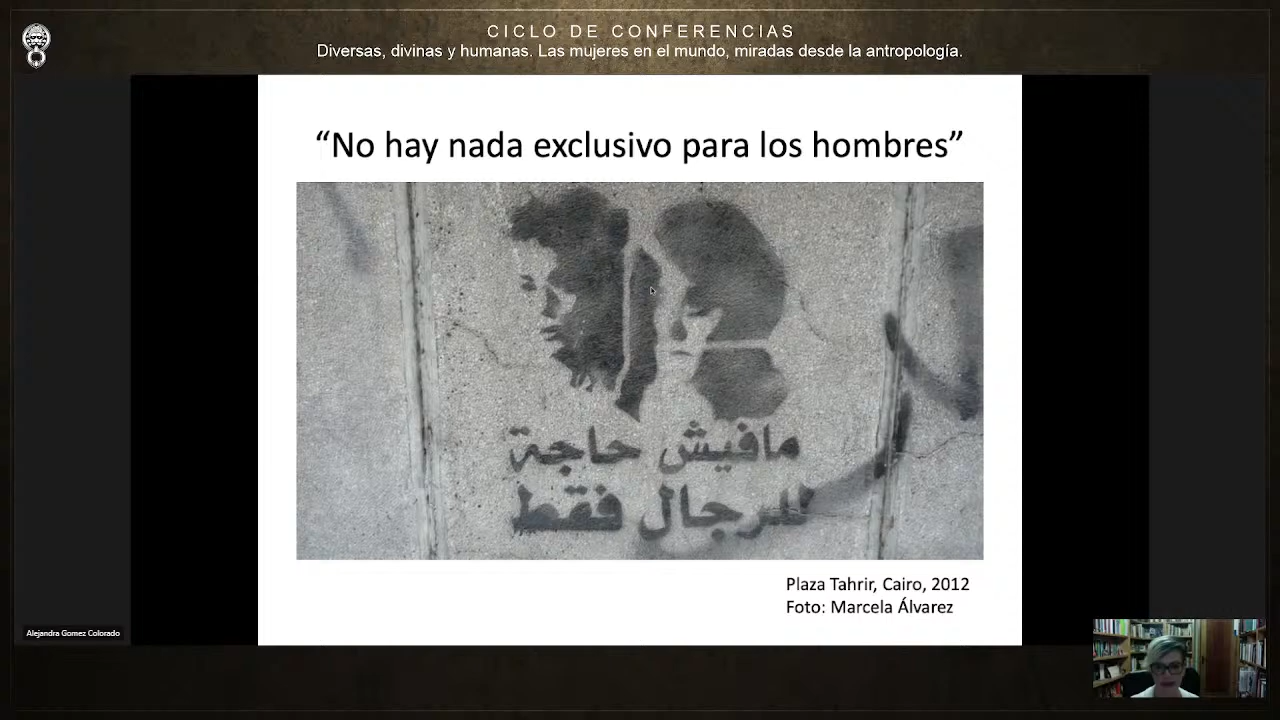 CICLO DE CONFERENCIAS
Diversas, divinas y humanas. Las mujeres en el mundo, miradas desde la antropología.
“No hay nada exclusivo para los hombres”
مافيش حاجة
للرجال فقط
Plaza Tahrir, Cairo, 2012
Foto: Marcela Álvarez
Alejandra Gomez Colorado